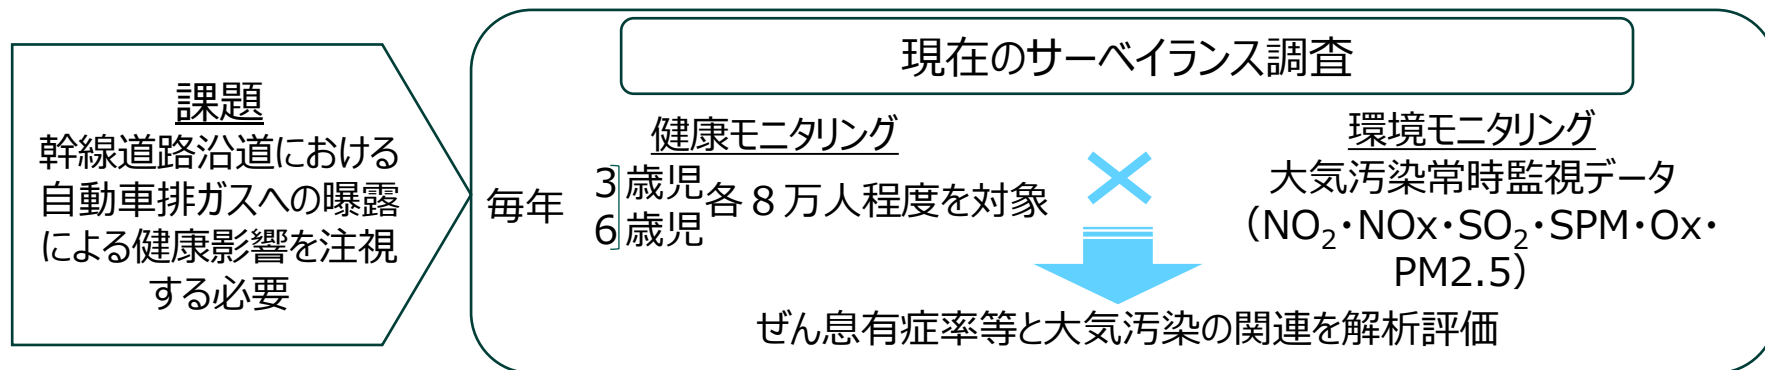 課題
幹線道路沿道における
自動車排ガスへの曝露
による健康影響を注視
する必要
現在のサーベイランス調査
健康モニタリング
毎年
3歳児
6歳児
各８万人程度を対象
環境モニタリング
大気汚染常時監視データ
（NO₂・NOx・SO₂・SPM・Ox・
PM2.5）
ぜん息有症率等と大気汚染の関連を解析評価